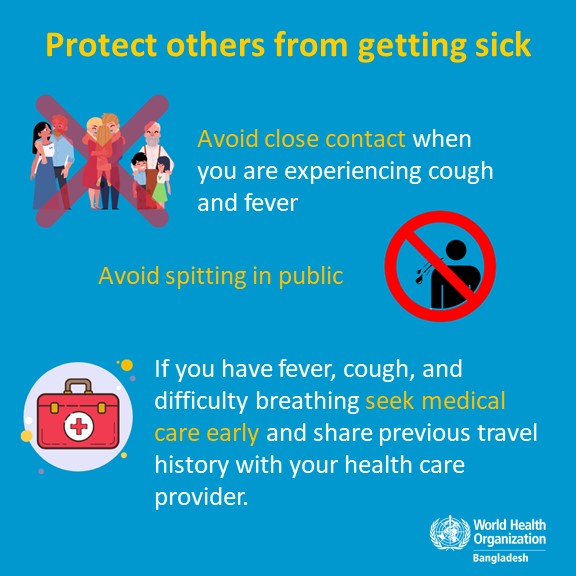 Protect others from getting sick
Avoid close contact when
you are experiencing cough
and fever
Avoid spitting in public
If you have fever, cough, and
difficulty breathing seek medical
care early and share previous travel
history with your health care
provider.
World Health
Organization
Bangladesh